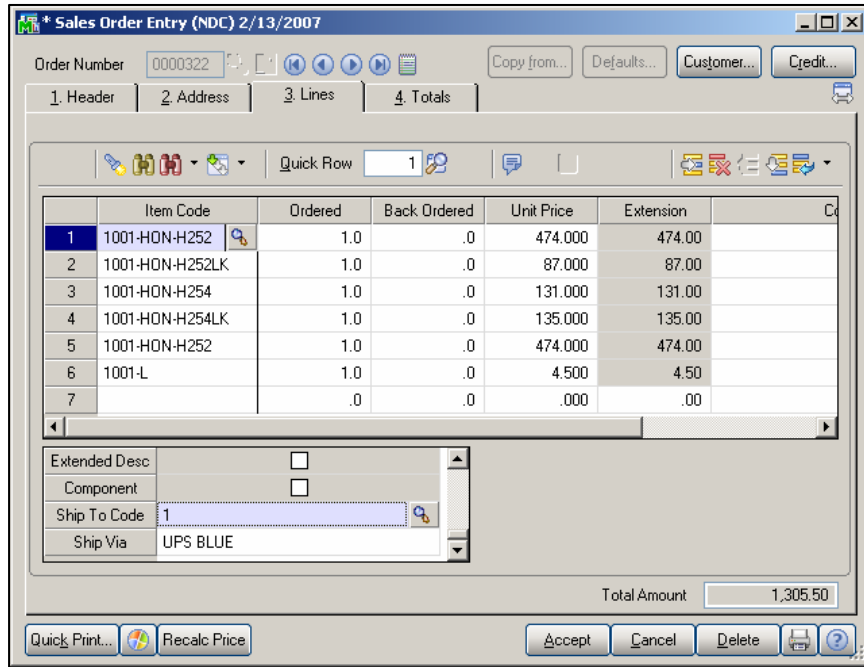 * Sales Order Entry (NDC) 2/13/2007
Order Number 0000322 Copy from... Defaults... Customer... Credit...
1. Header 2. Address 3. Lines 4. Totals
Quick Row 1
Item Code Ordered Back Ordered Unit Price Extension Co
1 1001-HON-H252 1.0 .0 474.000 474.00
2 1001-HON-H252LK 1.0 .0 87.000 87.00
3 1001-HON-H254 1.0 .0 131.000 131.00
4 1001-HON-H254LK 1.0 .0 135.000 135.00
5 1001-HON-H252 1.0 .0 474.000 474.00
6 1001-L 1.0 .0 4.500 4.50
7 .0 .0 .000 .00
Extended Desc
Component
Ship To Code 1
Ship Via UPS BLUE
Total Amount 1,305.50
Quick Print... Recalc Price Accept Cancel Delete